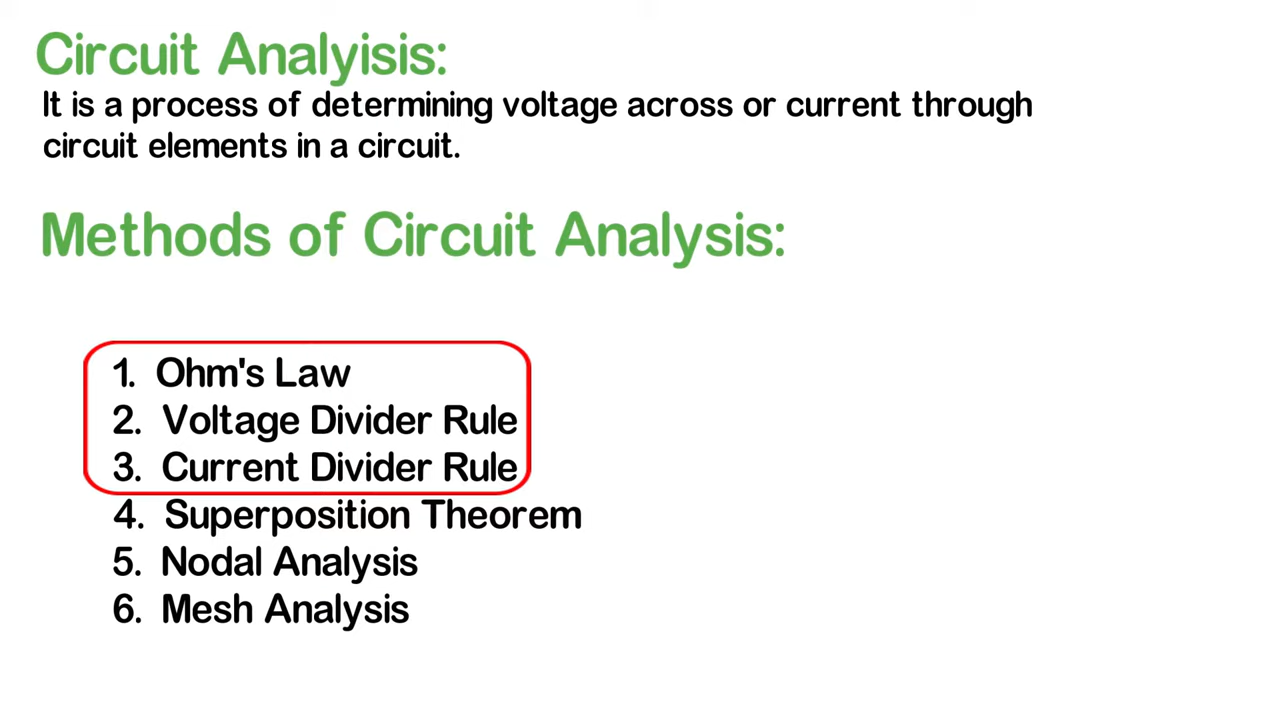 Circuit Analyisis:
It is a process of determining voltage across or current through
circuit elements in a circuit.
Methods of Circuit Analysis:
1. Ohm's Law
2. Voltage Divider Rule
3. Current Divider Rule
4. Superposition Theorem
5. Nodal Analysis
6. Mesh Analysis